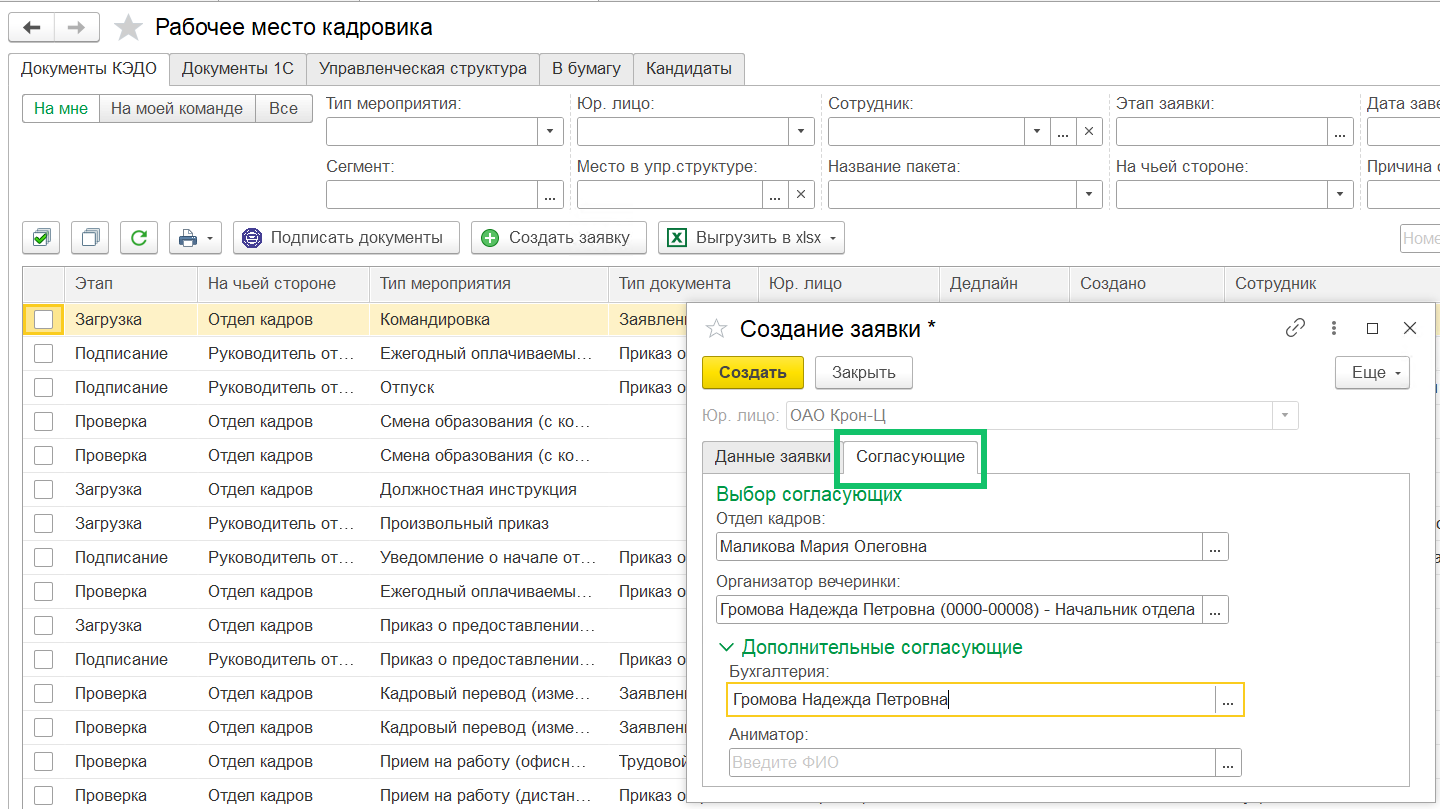 Рабочее место кадровика
Документы КЭДО Документы 1С Управленческая структура В бумагу Кандидаты
На мне На моей команде Все
Тип мероприятия: Юр. лицо: Сотрудник: Этап заявки: Дата заве
Сегмент: Место в упр.структуре: Название пакета: На чьей стороне: Причина
Подписать документы Создать заявку Выгрузить в xlsx Номе
Этап На чьей стороне Тип мероприятия Тип документа Юр. лицо Дедлайн Создано Сотрудник
Загрузка Отдел кадров Командировка Заявлен
Подписание Руководитель от... Ежегодный оплачиваемы... Приказ о
Подписание Руководитель от... Отпуск Приказ о
Проверка Отдел кадров Смена образования (с ко...
Проверка Отдел кадров Смена образования (с ко...
Загрузка Отдел кадров Должностная инструкция
Загрузка Руководитель от... Произвольный приказ
Подписание Руководитель от... Уведомление о начале от... Приказ о
Проверка Отдел кадров Ежегодный оплачиваемы... Приказ о
Загрузка Отдел кадров Приказ о предоставлении...
Подписание Руководитель от... Приказ о предоставлении... Приказ о
Проверка Отдел кадров Кадровый перевод (изме... Заявлен
Проверка Отдел кадров Кадровый перевод (изме... Заявлен
Проверка Отдел кадров Прием на работу (офисн... Трудовой
Проверка Отдел кадров Прием на работу (дистан... Приказ о
Создание заявки *
Создать Закрыть Еще
Юр. лицо: ОАО Крон-Ц
Данные заявки Согласующие
Выбор согласующих
Отдел кадров:
Маликова Мария Олеговна ...
Организатор вечеринки:
Громова Надежда Петровна (0000-00008) - Начальник отдела ...
Дополнительные согласующие
Бухгалтерия:
Громова Надежда Петровна ...
Аниматор:
Введите ФИО ...